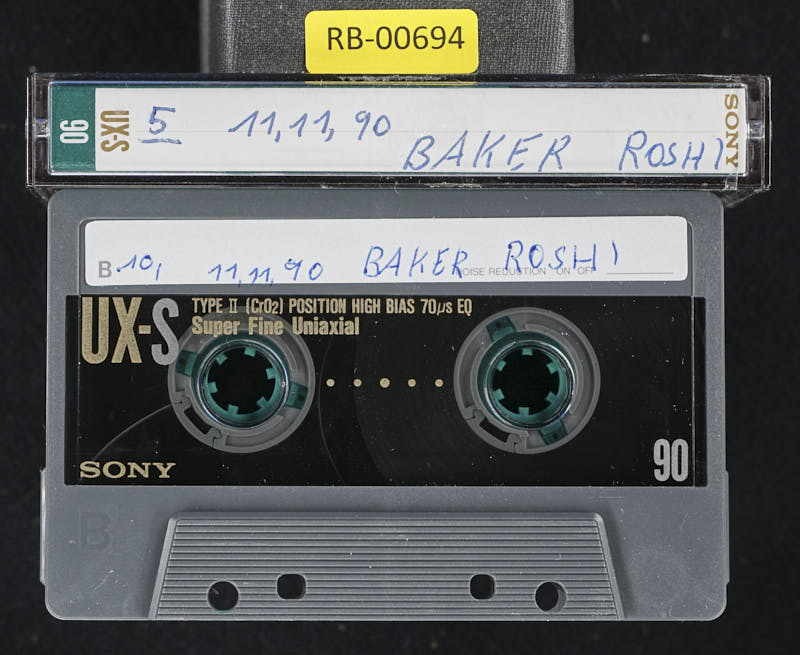 RB-00694
90 UX-S 5 11,11,90 BAKER ROSHI SONY
B 10, 11,11,90 BAKER ROSHI
NOISE REDUCTION ON OFF
UX-S TYPE II (CrO2) POSITION HIGH BIAS 70µs EQ
Super Fine Uniaxial
SONY 90
B